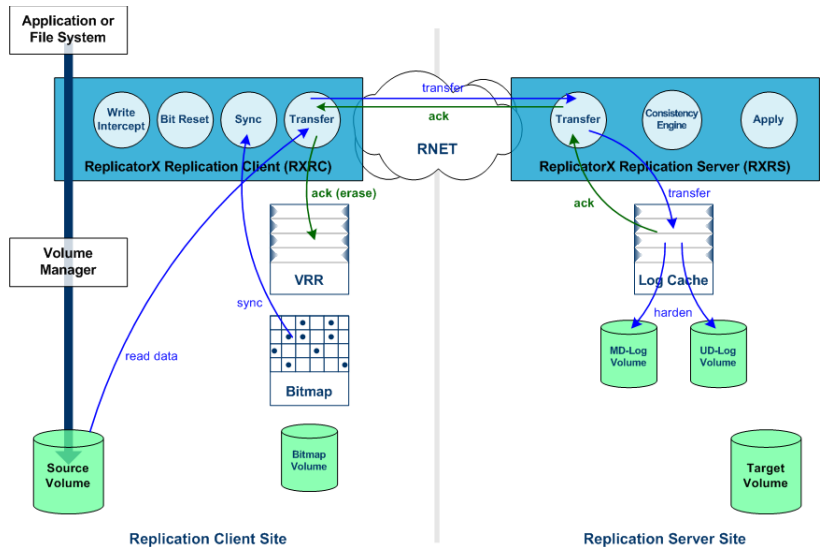 Application or
File System
Write
Intercept
Bit Reset
Sync
Transfer
ReplicatorX Replication Client (RXRC)
transfer
ack
RNET
Transfer
Consistency
Engine
Apply
ReplicatorX Replication Server (RXRS)
ack (erase)
transfer
ack
Volume
Manager
VRR
Log Cache
sync
harden
read data
MD-Log
Volume
UD-Log
Volume
Bitmap
Source
Volume
Bitmap
Volume
Target
Volume
Replication Client Site
Replication Server Site